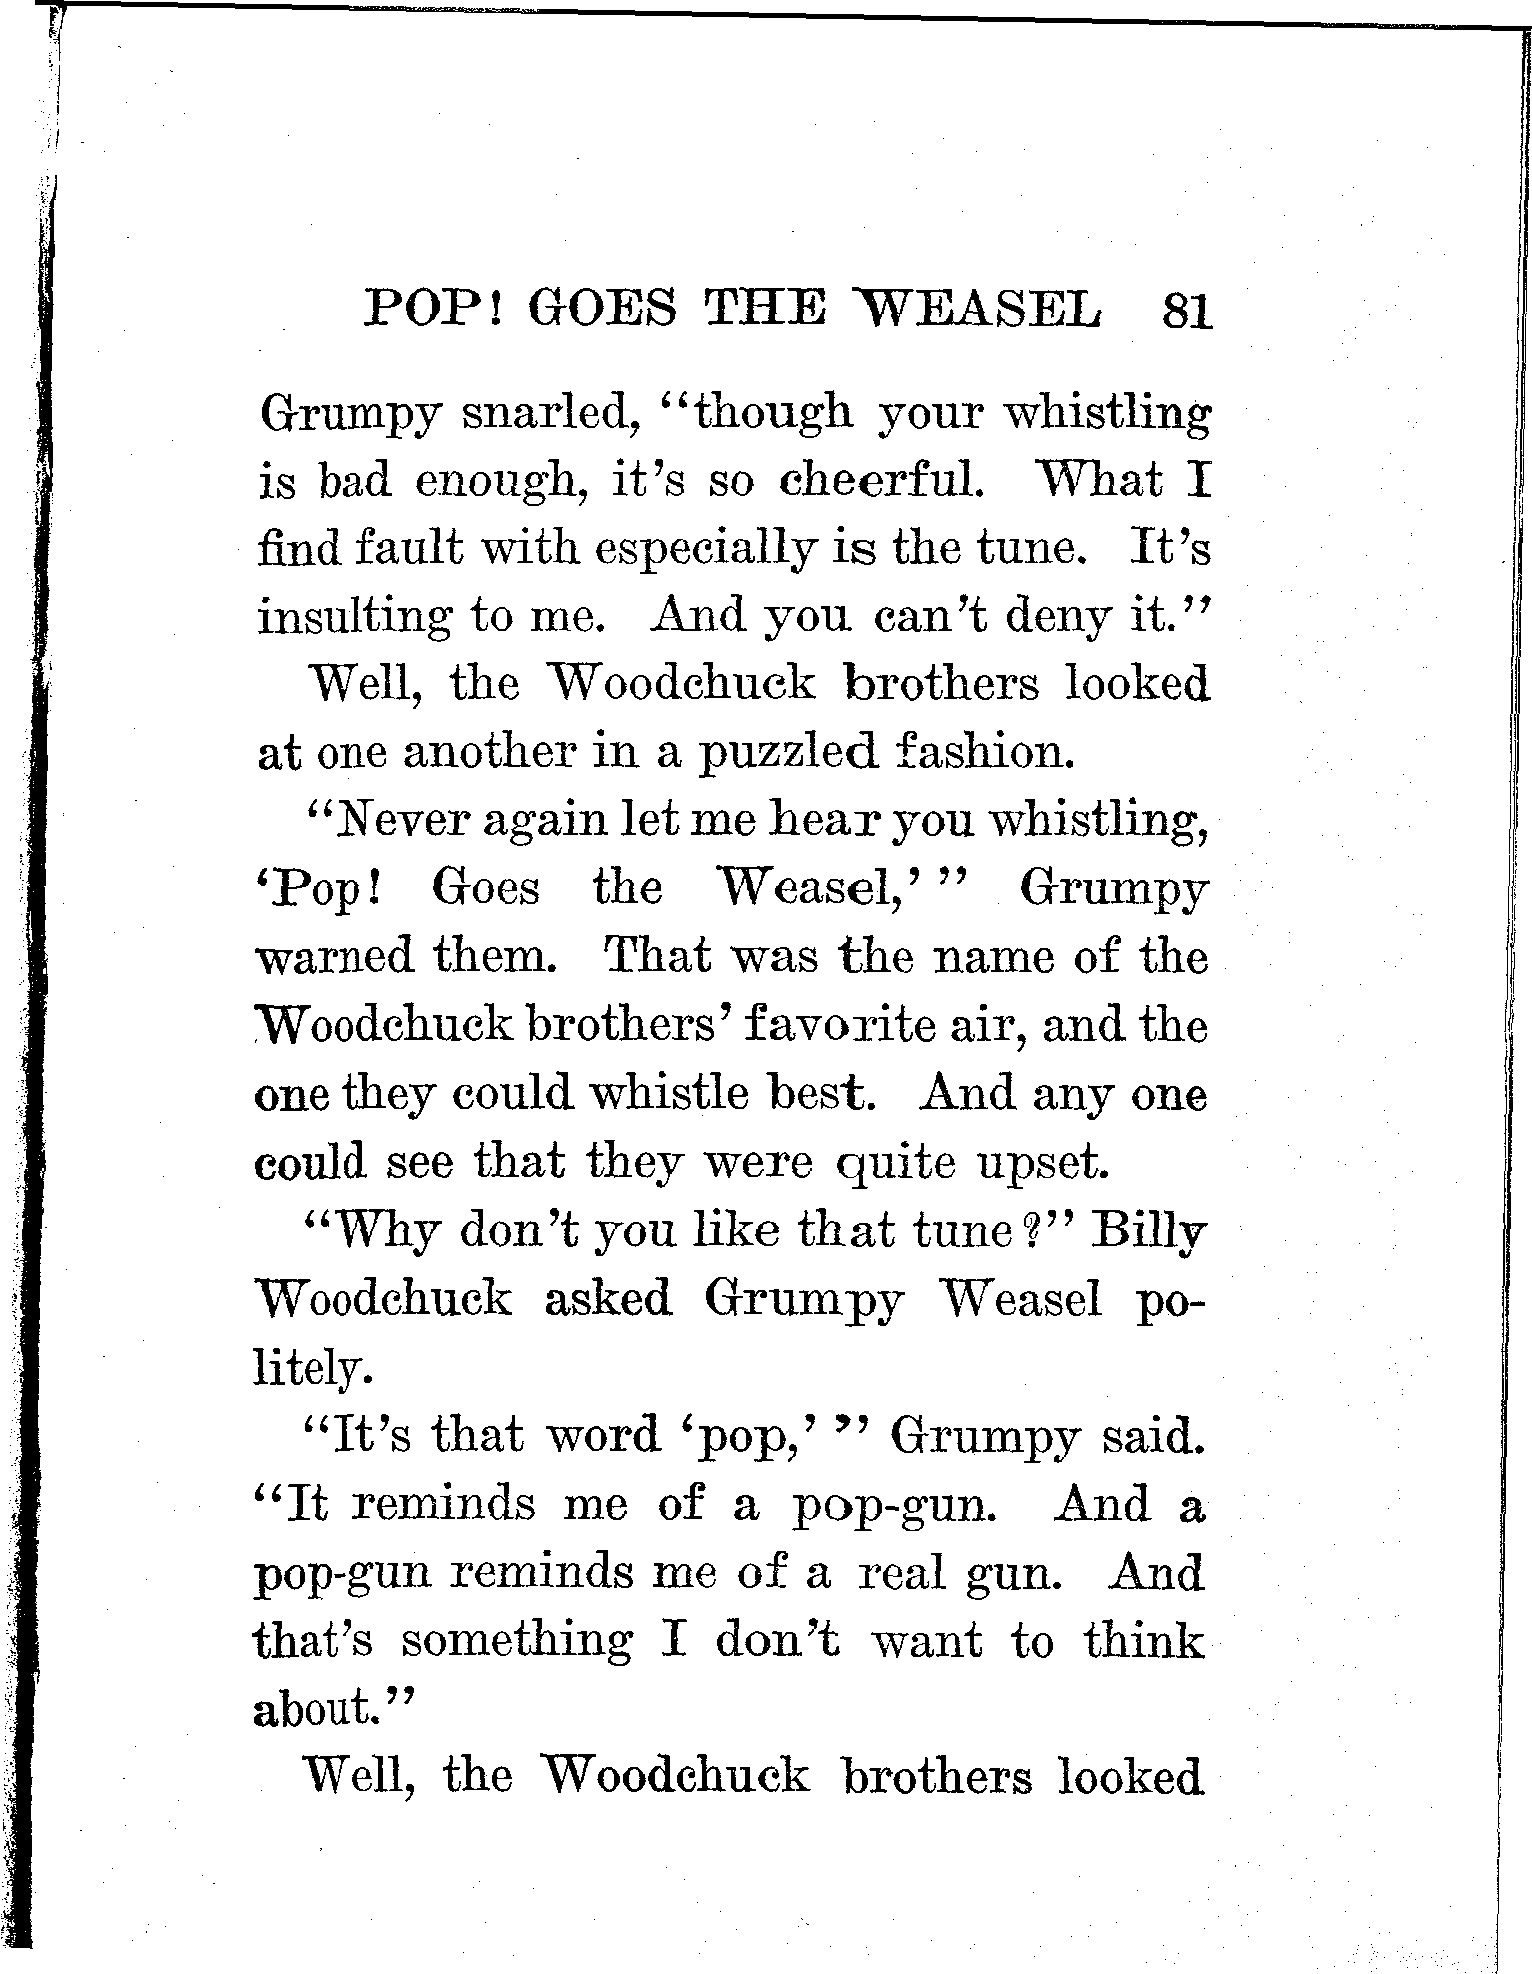 POP! GOES THE WEASEL 81
Grumpy snarled, “though your whistling
is bad enough, it’s so cheerful. What I
find fault with especially is the tune. It’s
insulting to me. And you can’t deny it.”
Well, the Woodchuck brothers looked
at one another in a puzzled fashion.
“Never again let me hear you whistling,
‘Pop! Goes the Weasel,’ ” Grumpy
warned them. That was the name of the
Woodchuck brothers’ favorite air, and the
one they could whistle best. And any one
could see that they were quite upset.
“Why don’t you like that tune?” Billy
Woodchuck asked Grumpy Weasel po-
litely.
“It’s that word ‘pop,’ ” Grumpy said.
“It reminds me of a pop-gun. And a
pop-gun reminds me of a real gun. And
that’s something I don’t want to think
about.”
Well, the Woodchuck brothers looked